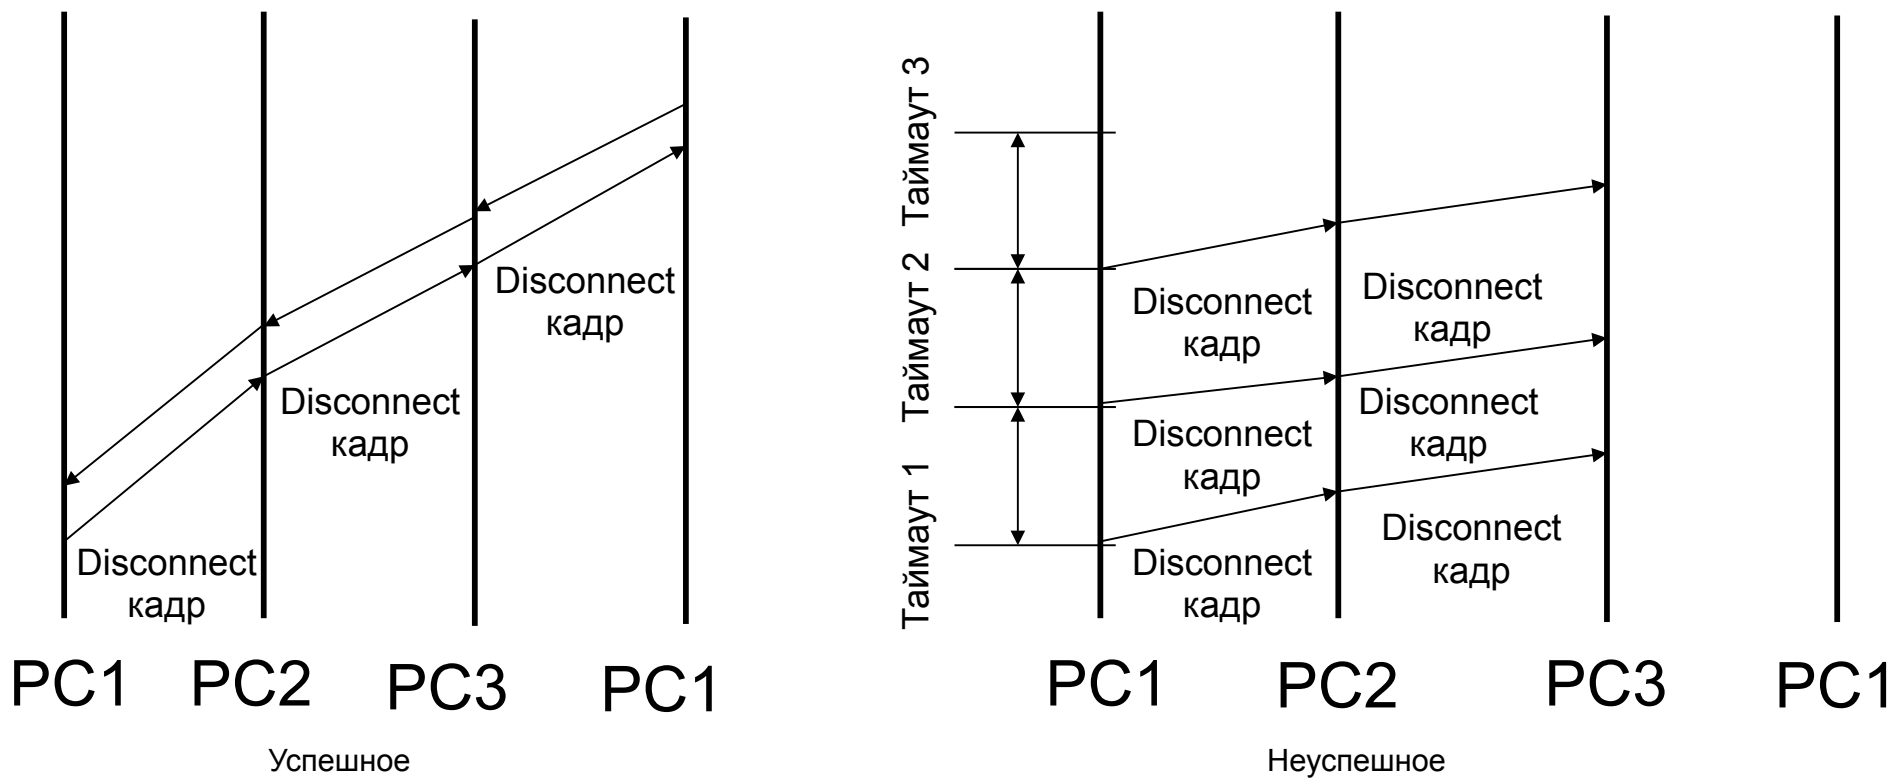 Disconnect
кадр
Disconnect
кадр
Disconnect
кадр
PC1 PC2 PC3 PC1
Успешное
Таймаут 3
Таймаут 2
Таймаут 1
Disconnect
кадр
Disconnect
кадр
Disconnect
кадр
Disconnect
кадр
Disconnect
кадр
Disconnect
кадр
PC1 PC2 PC3 PC1
Неуспешное